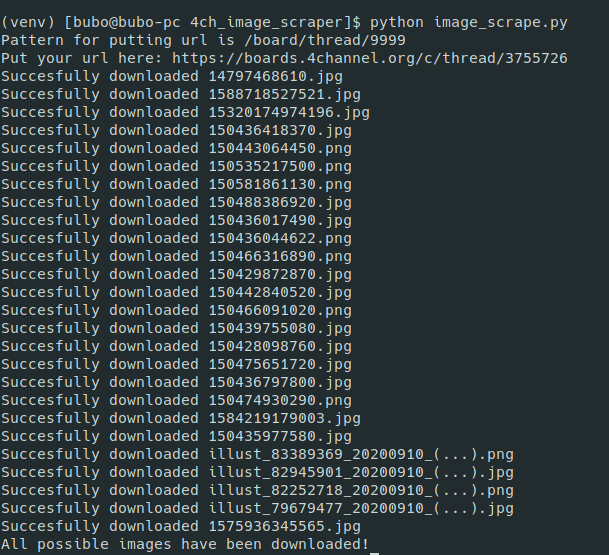 (venv) [bubo@bubo-pc 4ch_image_scraper]$ python image_scrape.py
Pattern for putting url is /board/thread/9999
Put your url here: https://boards.4channel.org/c/thread/3755726
Succesfully downloaded 14797468610.jpg
Succesfully downloaded 1588718527521.jpg
Succesfully downloaded 15320174974196.jpg
Succesfully downloaded 150436418370.jpg
Succesfully downloaded 150443064450.png
Succesfully downloaded 150535217500.png
Succesfully downloaded 150581861130.png
Succesfully downloaded 150488386920.jpg
Succesfully downloaded 150436017490.jpg
Succesfully downloaded 150436044622.png
Succesfully downloaded 150466316890.png
Succesfully downloaded 150429872870.jpg
Succesfully downloaded 150442840520.jpg
Succesfully downloaded 150466091020.png
Succesfully downloaded 150439755080.jpg
Succesfully downloaded 150428098760.jpg
Succesfully downloaded 150475651720.jpg
Succesfully downloaded 150436797800.jpg
Succesfully downloaded 150474930290.png
Succesfully downloaded 1584219179003.jpg
Succesfully downloaded 150435977580.jpg
Succesfully downloaded illust_83389369_20200910_(...).png
Succesfully downloaded illust_82945901_20200910_(...).jpg
Succesfully downloaded illust_82252718_20200910_(...).png
Succesfully downloaded illust_79679477_20200910_(...).jpg
Succesfully downloaded 1575936345565.jpg
All possible images have been downloaded!